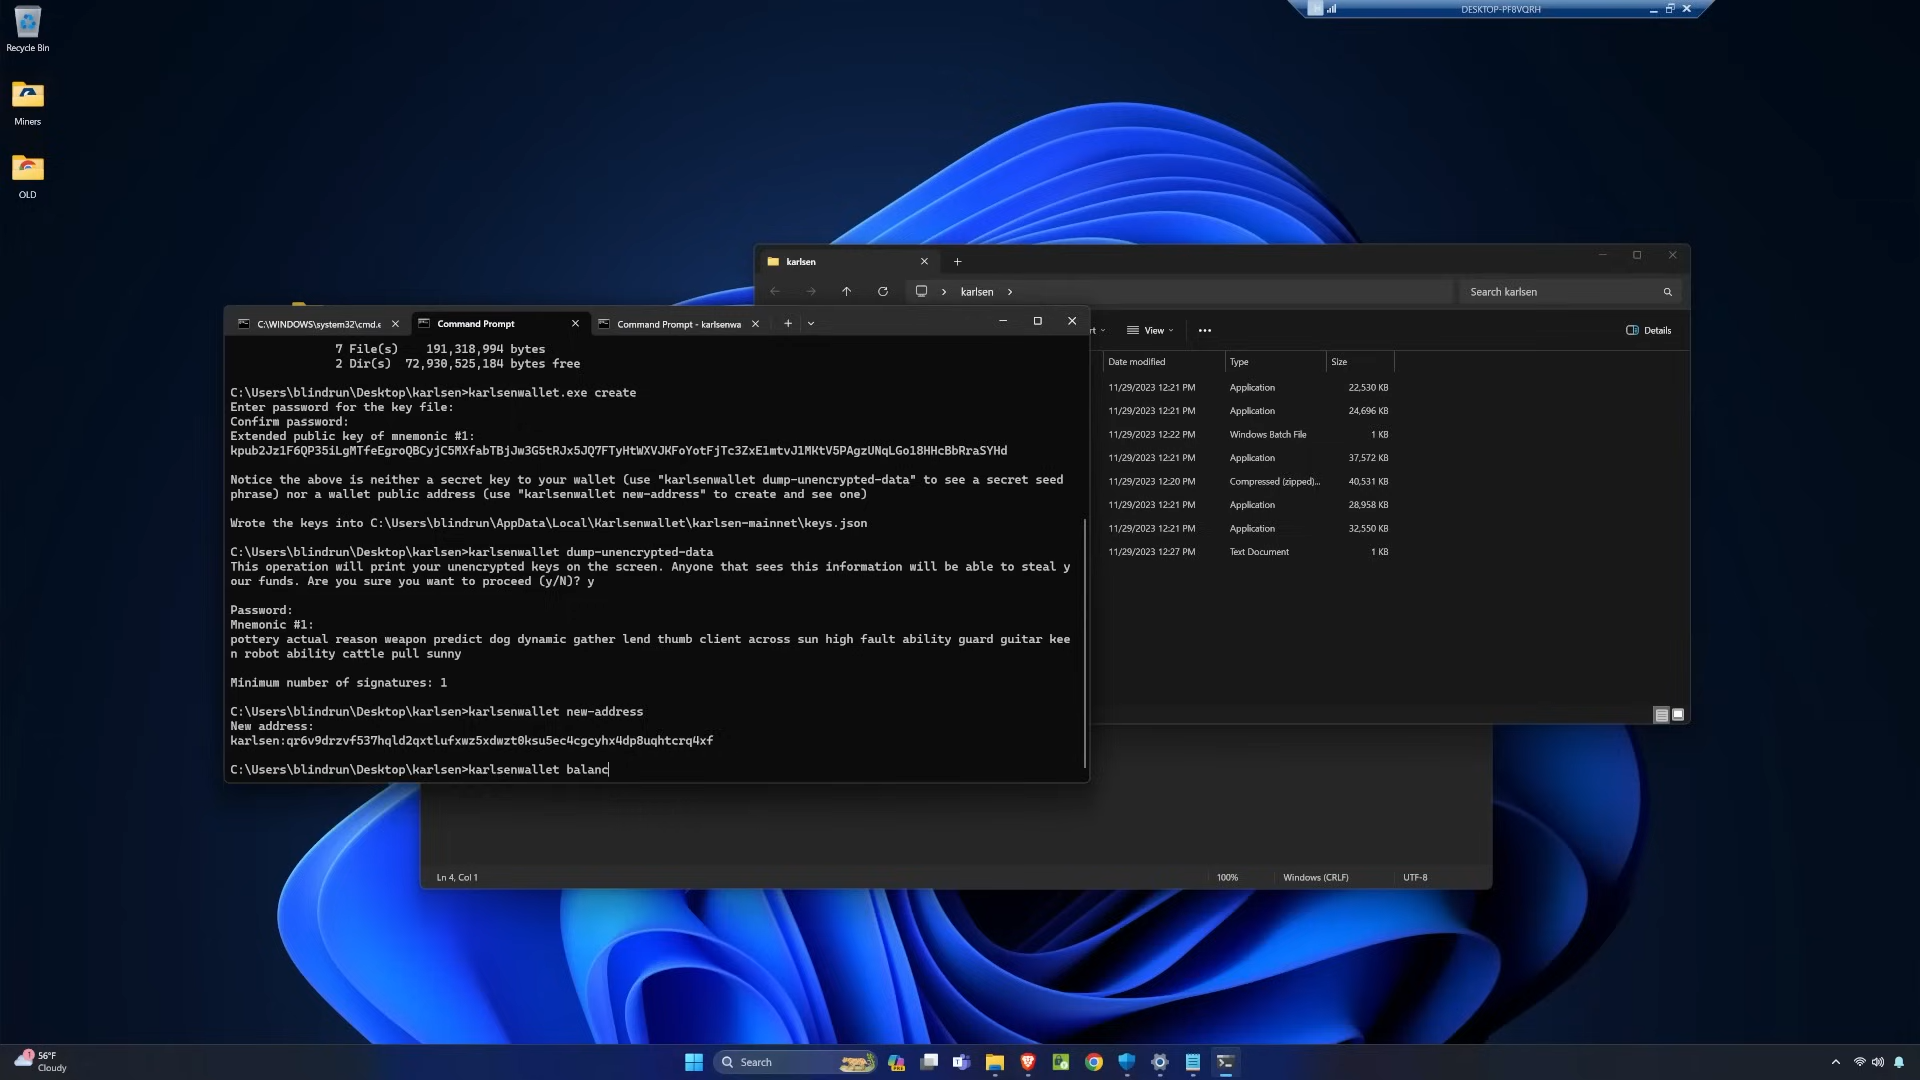 Recycle Bin
Miners
OLD
DESKTOP-PF8VQRH
karlsen
karlsen
Search karlsen
View
Details
Date modified
Type
Size
11/29/2023 12:21 PM Application 22,530 KB
11/29/2023 12:21 PM Application 24,696 KB
11/29/2023 12:22 PM Windows Batch File 1 KB
11/29/2023 12:21 PM Application 37,572 KB
11/29/2023 12:20 PM Compressed (zipped)... 40,531 KB
11/29/2023 12:21 PM Application 28,958 KB
11/29/2023 12:21 PM Application 32,550 KB
11/29/2023 12:27 PM Text Document 1 KB
C:\WINDOWS\system32\cmd.e
Command Prompt
Command Prompt - karlsenwa
7 File(s) 191,318,994 bytes
2 Dir(s) 72,930,525,184 bytes free
C:\Users\blindrun\Desktop\karlsen>karlsenwallet.exe create
Enter password for the key file:
Confirm password:
Extended public key of mnemonic #1:
kpub2Jz1F6QP35iLgMTfeEgroQBCyjC5MXfabTBjJw3G5tRJx5JQ7FTyHtWXVJKFoYotFjTc3ZxE1mtvJ1MKtV5PAgzUNqLGo18HHcBbRraSYHd
Notice the above is neither a secret key to your wallet (use "karlsenwallet dump-unencrypted-data" to see a secret seed
phrase) nor a wallet public address (use "karlsenwallet new-address" to create and see one)
Wrote the keys into C:\Users\blindrun\AppData\Local\Karlsenwallet\karlsen-mainnet\keys.json
C:\Users\blindrun\Desktop\karlsen>karlsenwallet dump-unencrypted-data
This operation will print your unencrypted keys on the screen. Anyone that sees this information will be able to steal y
our funds. Are you sure you want to proceed (y/N)? y
Password:
Mnemonic #1:
pottery actual reason weapon predict dog dynamic gather lend thumb client across sun high fault ability guard guitar kee
n robot ability cattle pull sunny
Minimum number of signatures: 1
C:\Users\blindrun\Desktop\karlsen>karlsenwallet new-address
New address:
karlsen:qr6v9drzvf537hqld2qxtlufxwz5xdwzt0ksu5ec4cgcyhx4dp8uqhtcrq4xf
C:\Users\blindrun\Desktop\karlsen>karlsenwallet balanc
Ln 4, Col 1
100%
Windows (CRLF)
UTF-8
56°F
Cloudy
Search